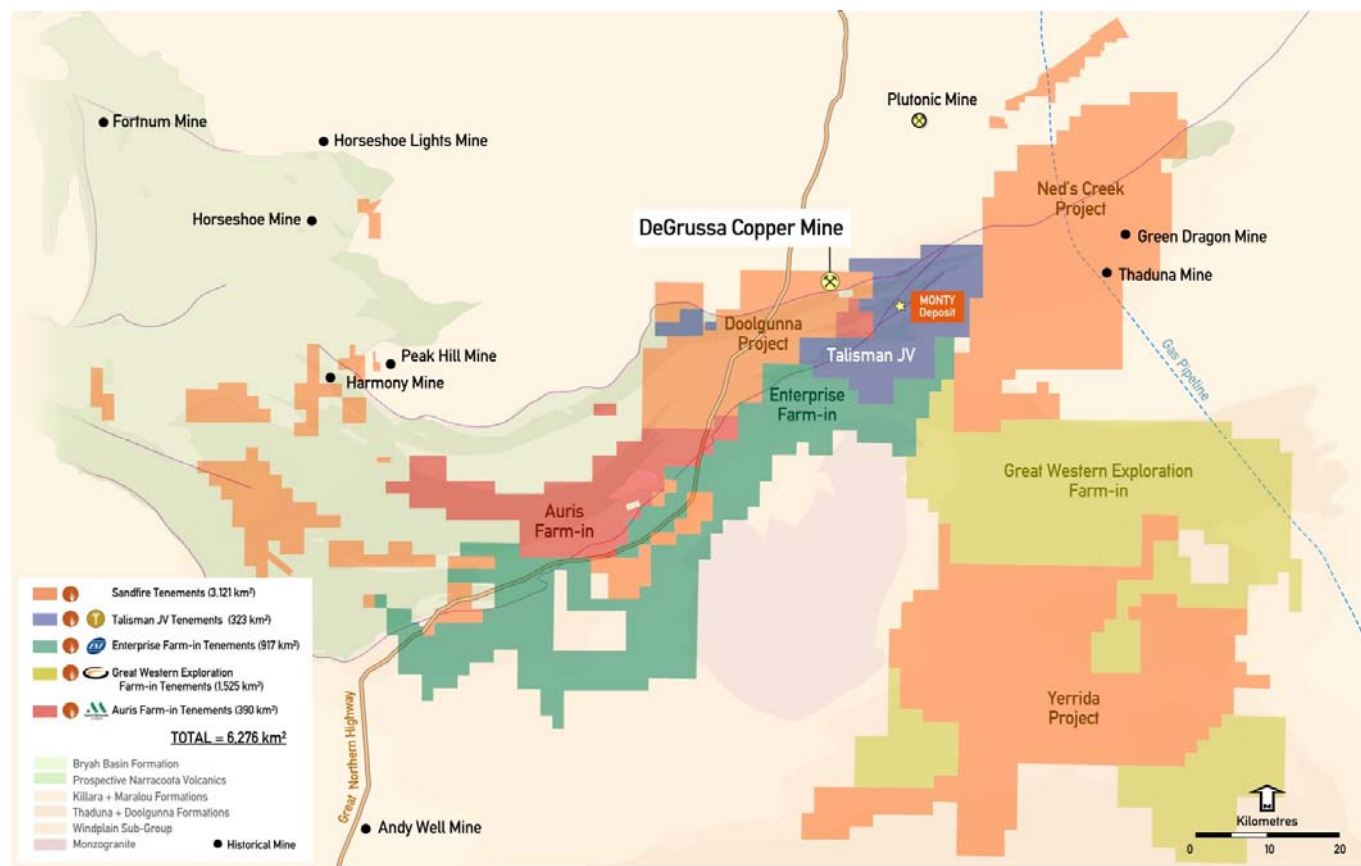 Plutonic Mine
Fortnum Mine
Horseshoe Lights Mine
Ned's Creek
Project
Horseshoe Mine
DeGrussa Copper Mine
Green Dragon Mine
Thaduna Mine
MONTY
Deposit
Doolgunna
Project
Peak Hill Mine
Talisman JV
Harmony Mine
Gas Pipeline
Enterprise
Farm-in
Great Western Exploration
Farm-in
Auris
Farm-in
Sandfire Tenements (3,121 km²)
Talisman JV Tenements (323 km²)
Enterprise Farm-in Tenements (917 km²)
Great Western Exploration
Farm-in Tenements (1,525 km²)
Auris Farm-in Tenements (390 km²)
TOTAL = 6,276 km²
Bryah Basin Formation
Prospective Narracoota Volcanics
Killara + Maralou Formations
Thaduna + Doolgunna Formations
Windplain Sub-Group
Monzogranite
Historical Mine
Great Northern Highway
Yerrida
Project
Andy Well Mine
N
Kilometres
0 10 20